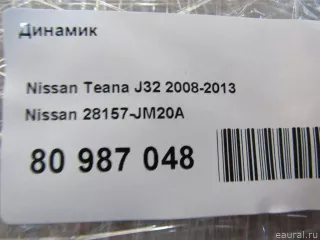 Динамик
Nissan Teana J32 2008-2013
Nissan 28157-JM20A
80 987 048
eaural.ru